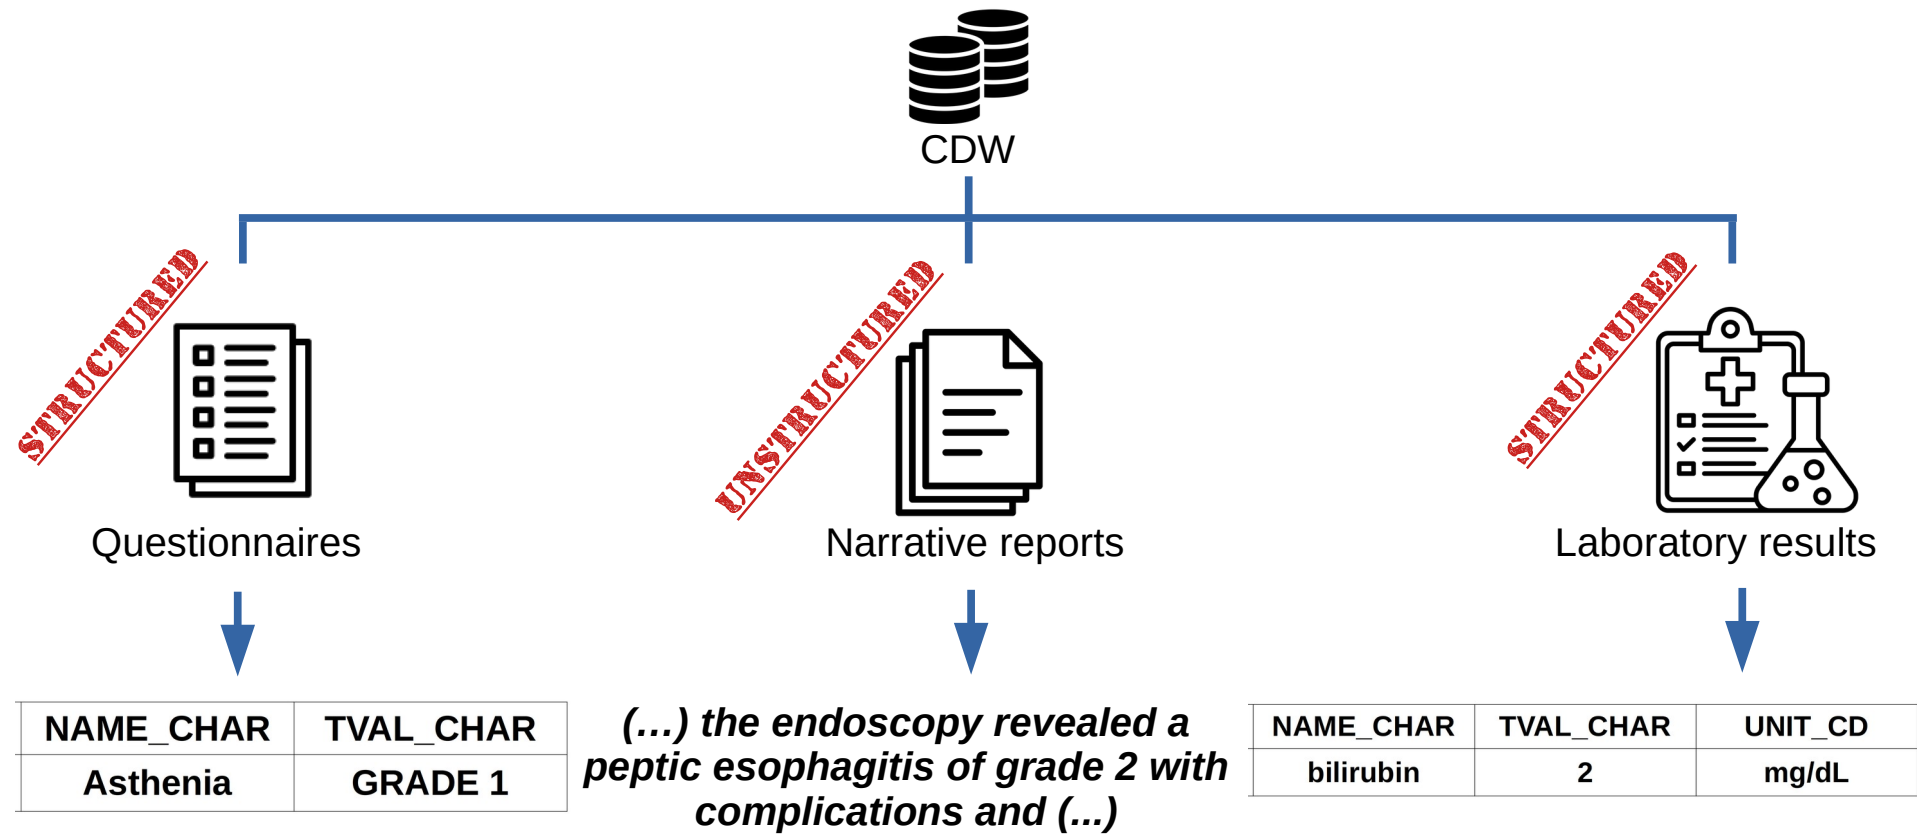 CDW
STRUCTURED
UNSTRUCTURED
STRUCTURED
Questionnaires
Narrative reports
Laboratory results
NAME_CHAR TVAL_CHAR
Asthenia GRADE 1
(...) the endoscopy revealed a
peptic esophagitis of grade 2 with
complications and (...)
NAME_CHAR TVAL_CHAR UNIT_CD
bilirubin 2 mg/dL